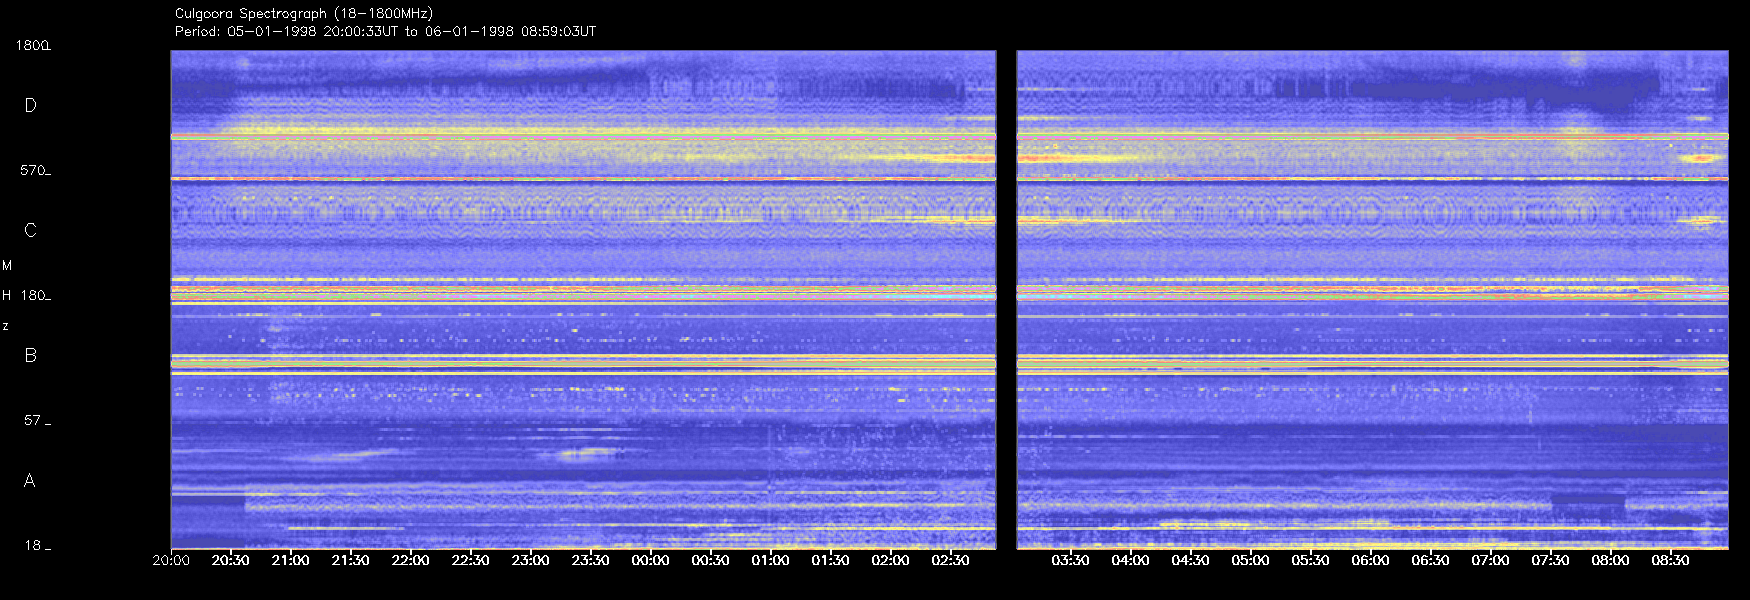 Culgoora Spectrograph (18-1800MHz)
Period: 05-01-1998 20:00:33UT to 06-01-1998 08:59:03UT
1800
D
570
C
M
H 180
z
B
57
A
18
20:00 20:30 21:00 21:30 22:00 22:30 23:00 23:30 00:00 00:30 01:00 01:30 02:00 02:30 03:30 04:00 04:30 05:00 05:30 06:00 06:30 07:00 07:30 08:00 08:30